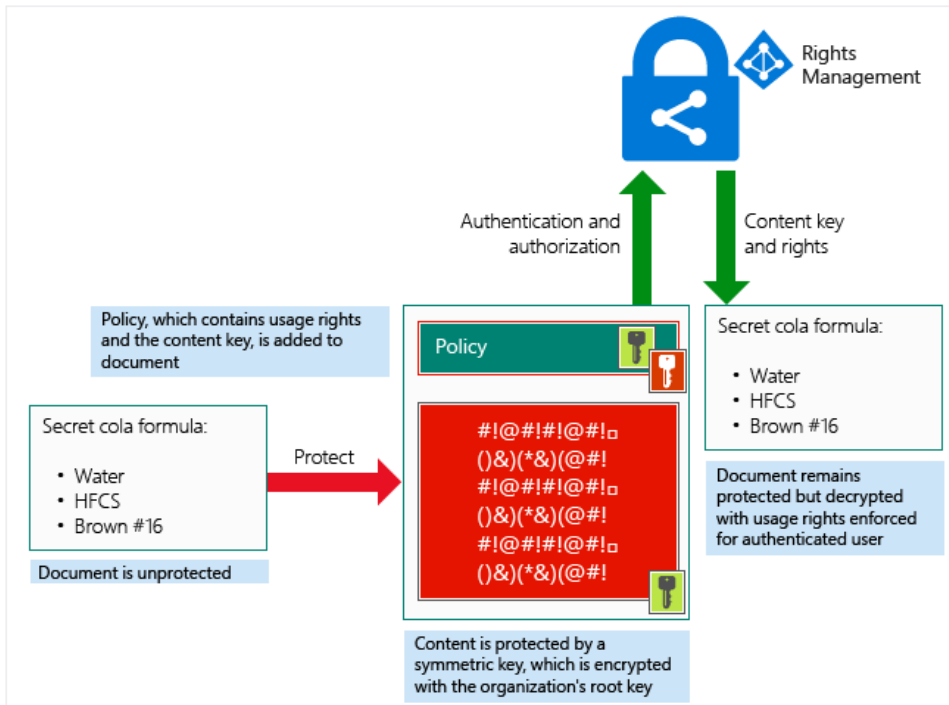 Rights
Management
Authentication and
authorization
Content key
and rights
Policy, which contains usage rights
and the content key, is added to
document
Policy
Secret cola formula:
• Water
• HFCS
• Brown #16
Protect
Document is unprotected
#!@#!#!@#!□
()&)(*&)(@#!
#!@#!#!@#!□
()&)(*&)(@#!
#!@#!#!@#!□
()&)(*&)(@#!
Content is protected by a
symmetric key, which is encrypted
with the organization's root key
Secret cola formula:
• Water
• HFCS
• Brown #16
Document remains
protected but decrypted
with usage rights enforced
for authenticated user